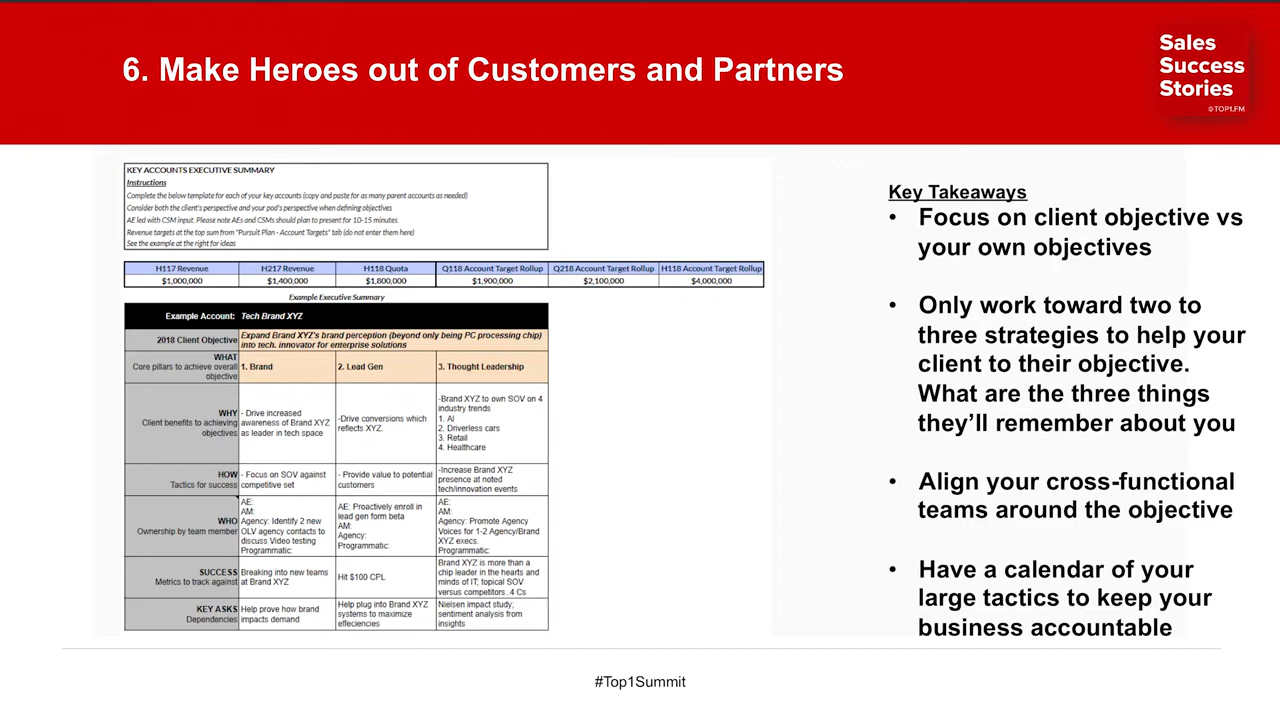 6. Make Heroes out of Customers and Partners
Sales
Success
Stories
©TOP1.FM
KEY ACCOUNTS EXECUTIVE SUMMARY
Instructions
Complete the below template for each of your key accounts (copy and paste for as many parent accounts as needed)
Consider both the client's perspective and your pod's perspective when defining objectives
AE led with CSM input. Please note AEs and CSMs should plan to present for 10-15 minutes.
Revenue targets at the top sum from "Pursuit Plan - Account Targets" tab (do not enter them here)
See the example at the right for ideas
H117 Revenue H217 Revenue H118 Quota Q118 Account Target Rollup Q218 Account Target Rollup H118 Account Target Rollup
$1,000,000 $1,400,000 $1,800,000 $1,900,000 $2,100,000 $4,000,000
Example Executive Summary
Example Account: Tech Brand XYZ
2018 Client Objective
Expand Brand XYZ's brand perception (beyond only being PC processing chip)
into tech. innovator for enterprise solutions
WHAT
Core pillars to achieve overall
objective
1. Brand
2. Lead Gen
3. Thought Leadership
WHY
Client benefits to achieving
objectives
- Drive increased
awareness of Brand XYZ
as leader in tech space
-Drive conversions which
reflects XYZ.
-Brand XYZ to own SOV on 4
industry trends
1. AI
2. Driverless cars
3. Retail
4. Healthcare
HOW
Tactics for success
- Focus on SOV against
competitive set
- Provide value to potential
customers
-Increase Brand XYZ
presence at noted
tech/innovation events
WHO
Ownership by team member
AE:
AM:
Agency: Identify 2 new
OLV agency contacts to
discuss Video testing
Programmatic:
AE: Proactively enroll in
lead gen form beta
AM:
Agency:
Programmatic:
AE:
AM:
Agency: Promote Agency
Voices for 1-2 Agency/Brand
XYZ execs.
Programmatic:
SUCCESS
Metrics to track against
Breaking into new teams
at Brand XYZ
Hit $100 CPL
Brand XYZ is more than a
chip leader in the hearts and
minds of IT; topical SOV
versus competitors..4 Cs
KEY ASKS
Dependencies
Help prove how brand
impacts demand
Help plug into Brand XYZ
systems to maximize
effeciencies
Nielsen impact study;
sentiment analysis from
insights
Key Takeaways
• Focus on client objective vs
your own objectives
• Only work toward two to
three strategies to help your
client to their objective.
What are the three things
they'll remember about you
• Align your cross-functional
teams around the objective
• Have a calendar of your
large tactics to keep your
business accountable
#Top1Summit